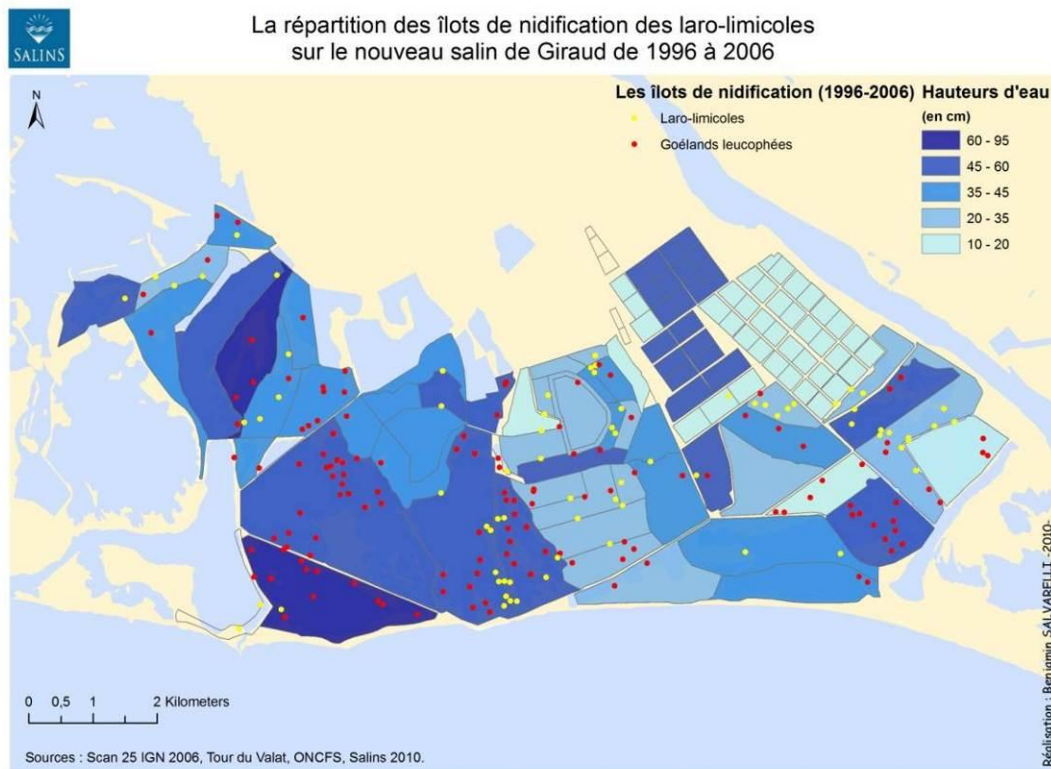 SALINS
La répartition des îlots de nidification des laro-limicoles
sur le nouveau salin de Giraud de 1996 à 2006
N
Les îlots de nidification (1996-2006)
Laro-limicoles
Goélands leucophées
Hauteurs d'eau
(en cm)
60 - 95
45 - 60
35 - 45
20 - 35
10 - 20
0 0,5 1 2 Kilometers
Sources : Scan 25 IGN 2006, Tour du Valat, ONCFS, Salins 2010.
Réalisation : Benjamin SALVARELLI -2010-